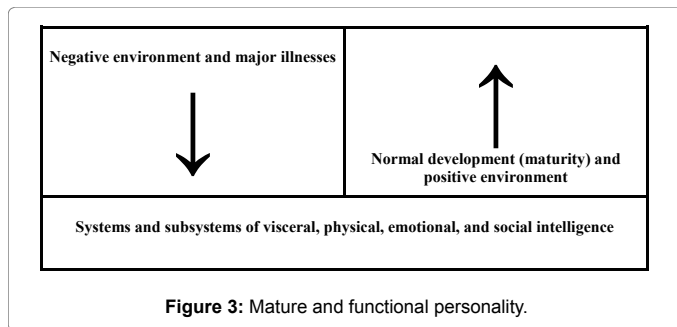 Negative environment and major illnesses
Normal development (maturity) and
positive environment
Systems and subsystems of visceral, physical, emotional, and social intelligence
Figure 3: Mature and functional personality.